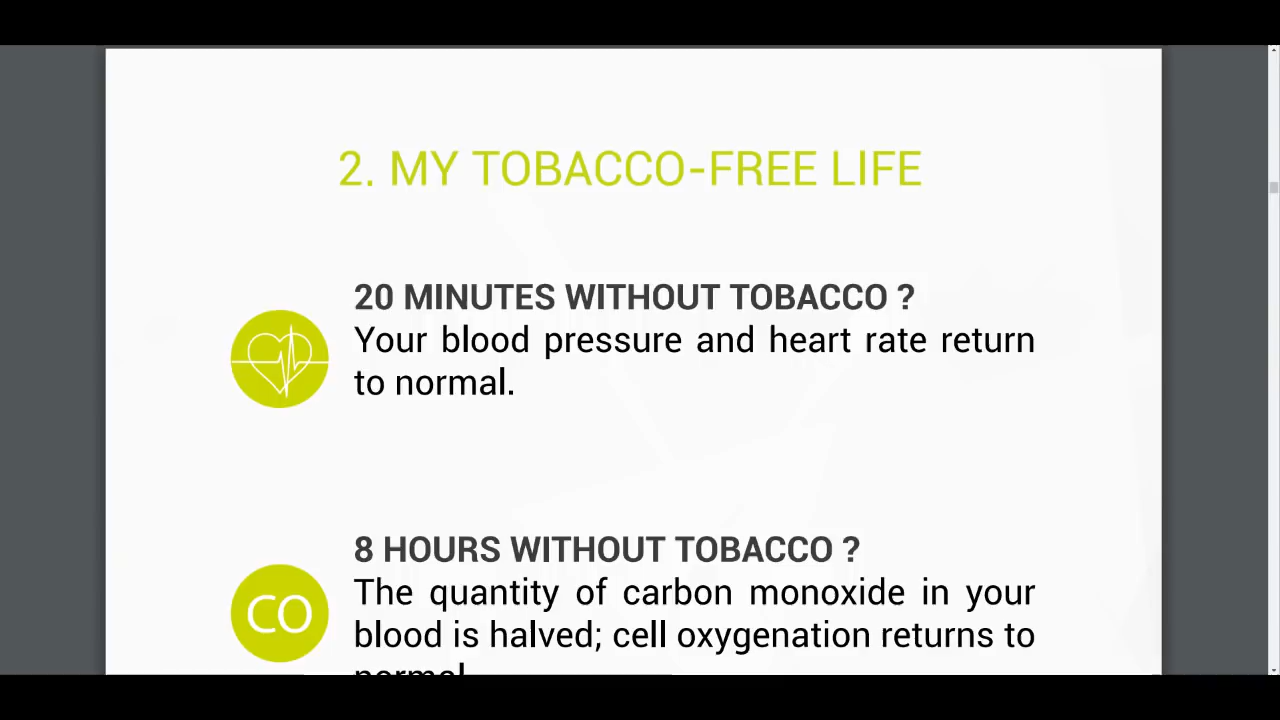 2. MY TOBACCO-FREE LIFE
20 MINUTES WITHOUT TOBACCO ?
Your blood pressure and heart rate return
to normal.
8 HOURS WITHOUT TOBACCO ?
CO
The quantity of carbon monoxide in your
blood is halved; cell oxygenation returns to
normal